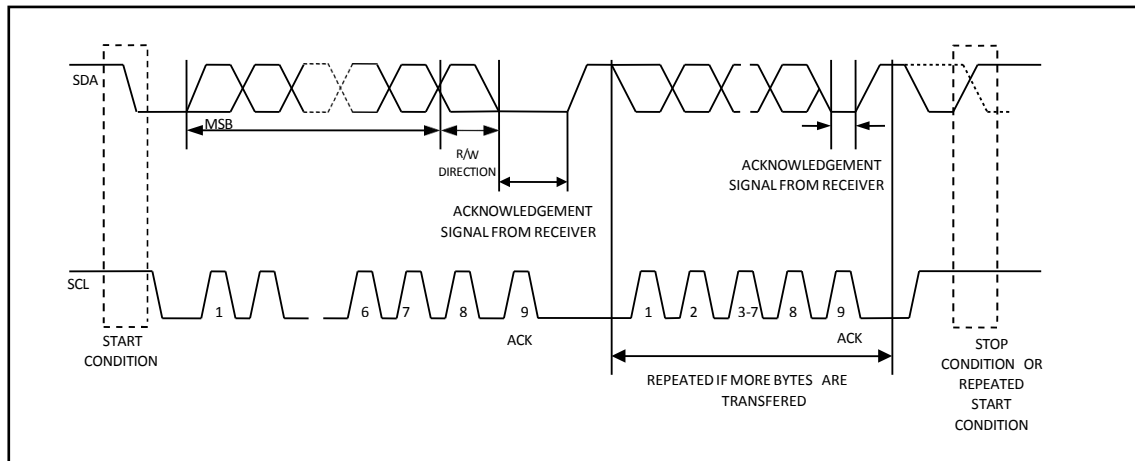 SDA
MSB
R/W
DIRECTION
ACKNOWLEDGEMENT
SIGNAL FROM RECEIVER
ACKNOWLEDGEMENT
SIGNAL FROM RECEIVER
SCL
1
6
7
8
9
1
2
3-7
8
9
ACK
ACK
START
CONDITION
REPEATED IF MORE BYTES ARE
TRANSFERED
STOP
CONDITION OR
REPEATED
START
CONDITION